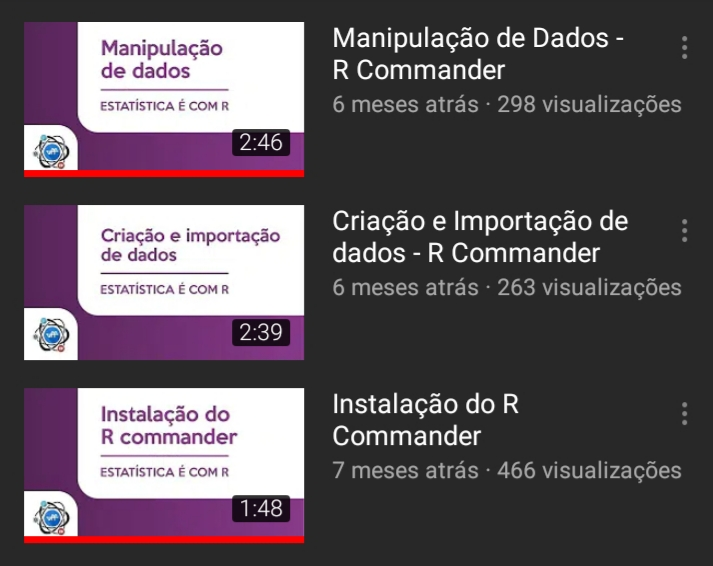 Manipulação
de dados
ESTATÍSTICA É COM R
2:46
Manipulação de Dados -
R Commander
6 meses atrás · 298 visualizações
Criação e importação
de dados
ESTATÍSTICA É COM R
2:39
Criação e Importação de
dados - R Commander
6 meses atrás · 263 visualizações
Instalação do
R commander
ESTATÍSTICA É COM R
1:48
Instalação do R
Commander
7 meses atrás · 466 visualizações